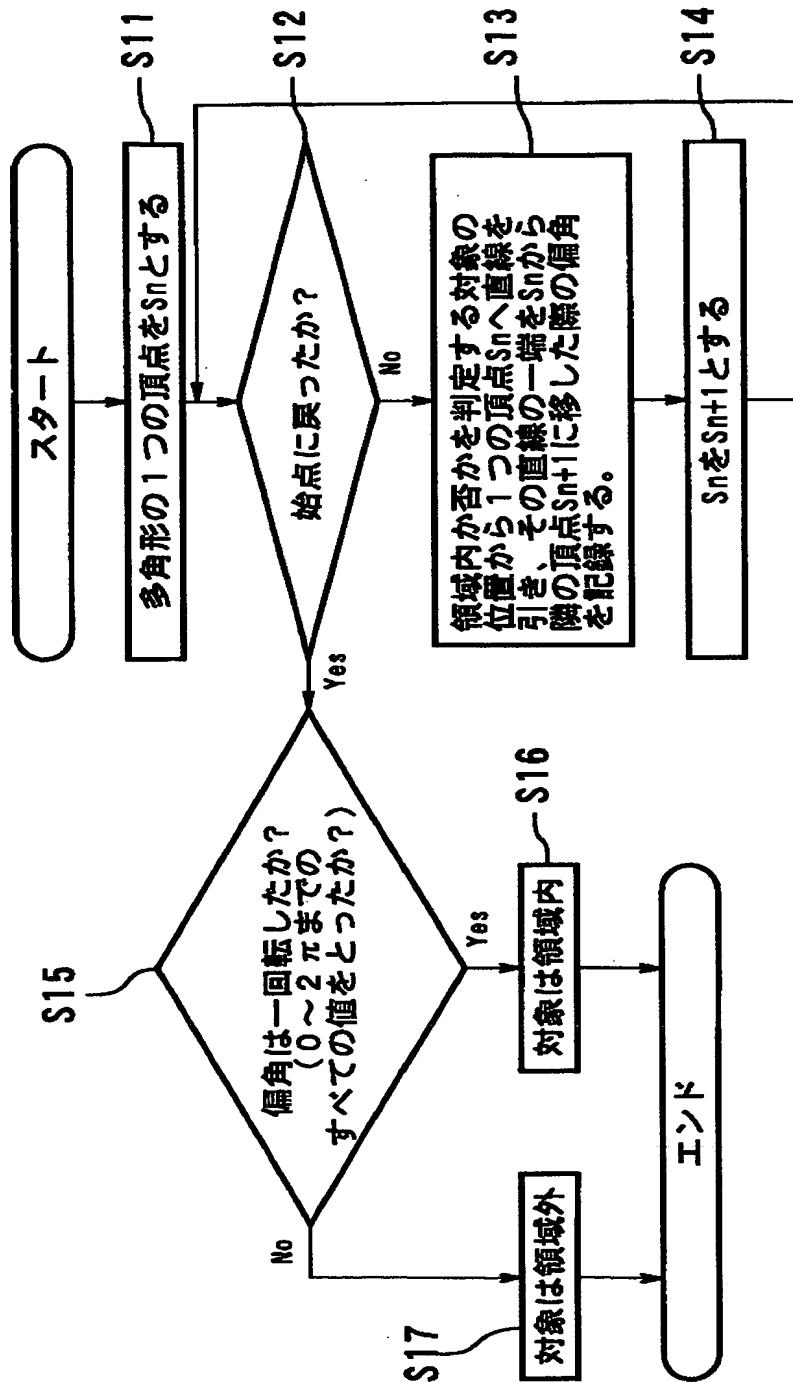 スタート
多角形の1つの頂点をSnとする
S11
始点に戻ったか?
S12
Yes
No
領域内か否かを判定する対象の
位置から1つの頂点Snへ直線を
引き、その直線の一端をSnから
隣の頂点Sn+1に移した際の偏角
を記録する。
S13
SnをSn+1とする
S14
S15
偏角は一回転したか?
(0~2πまでの
すべての値をとったか?)
Yes
No
対象は領域内
S16
対象は領域外
S17
エンド